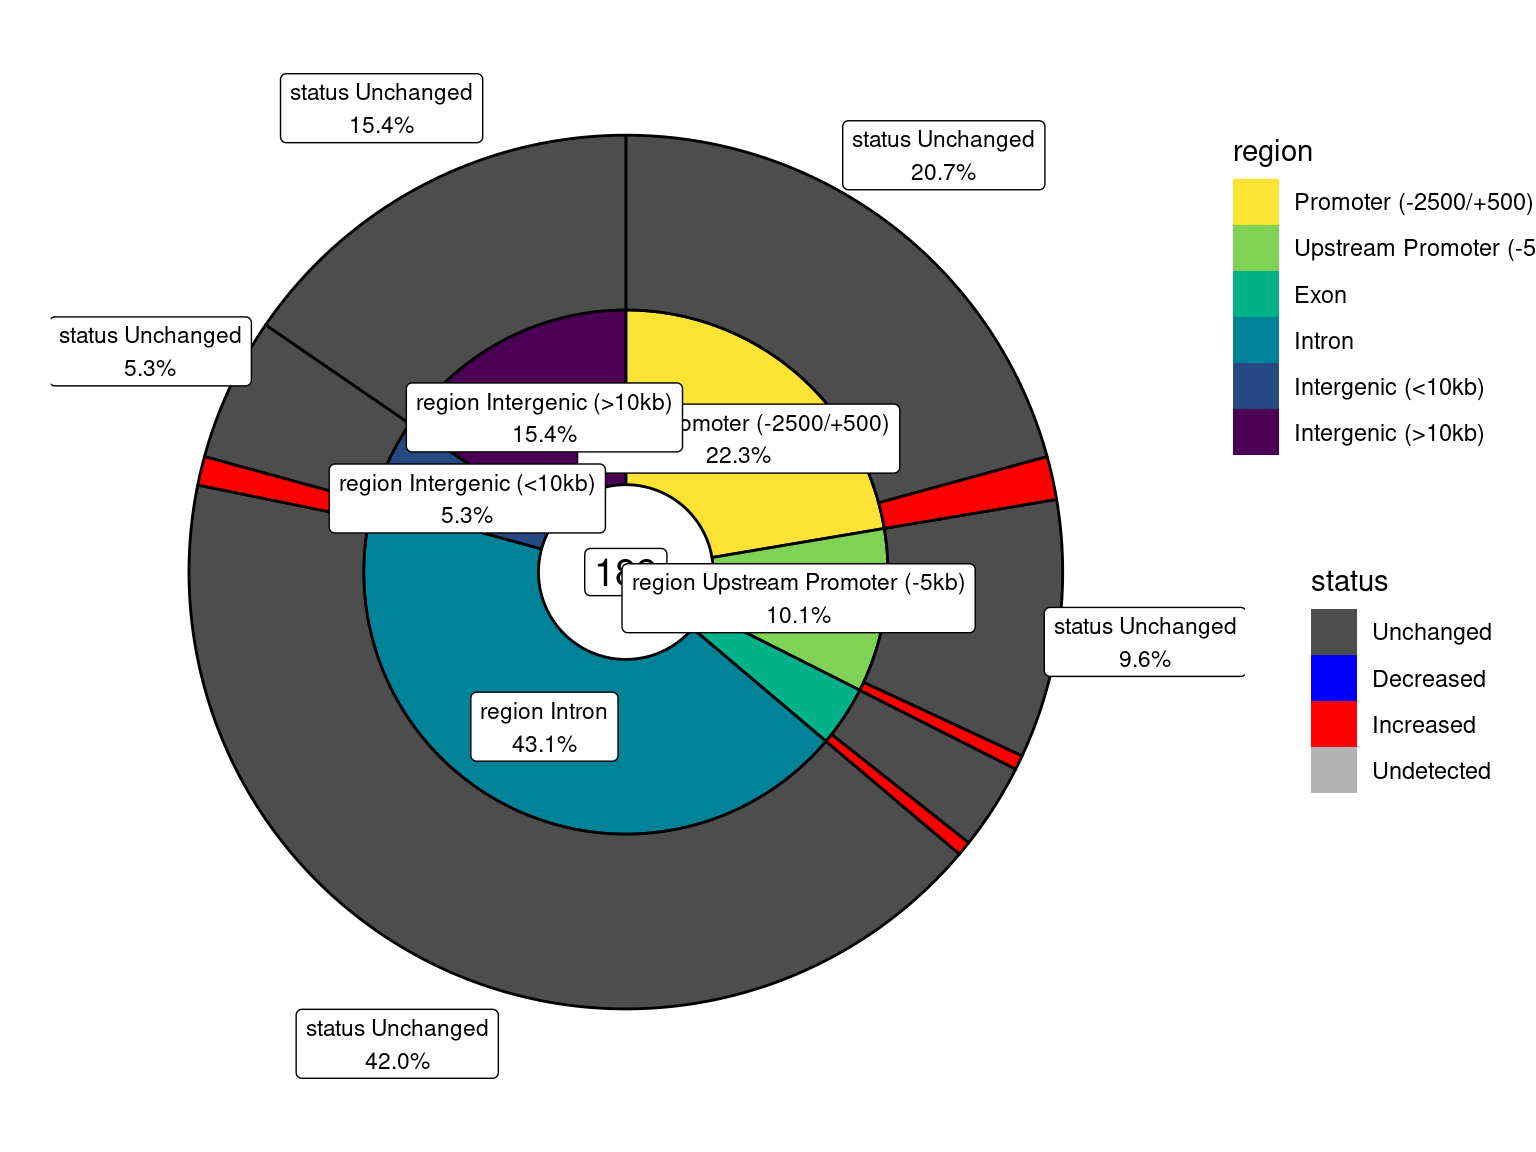 status Unchanged
15.4%
status Unchanged
20.7%
region
Promoter (-2500/+500)
Upstream Promoter (-5
Exon
Intron
Intergenic (<10kb)
Intergenic (>10kb)
status Unchanged
5.3%
region Intergenic (>10kb)
15.4%
omoter (-2500/+500)
22.3%
region Intergenic (<10kb)
5.3%
region Upstream Promoter (-5kb)
10.1%
status Unchanged
9.6%
status
Unchanged
Decreased
Increased
Undetected
region Intron
43.1%
status Unchanged
42.0%